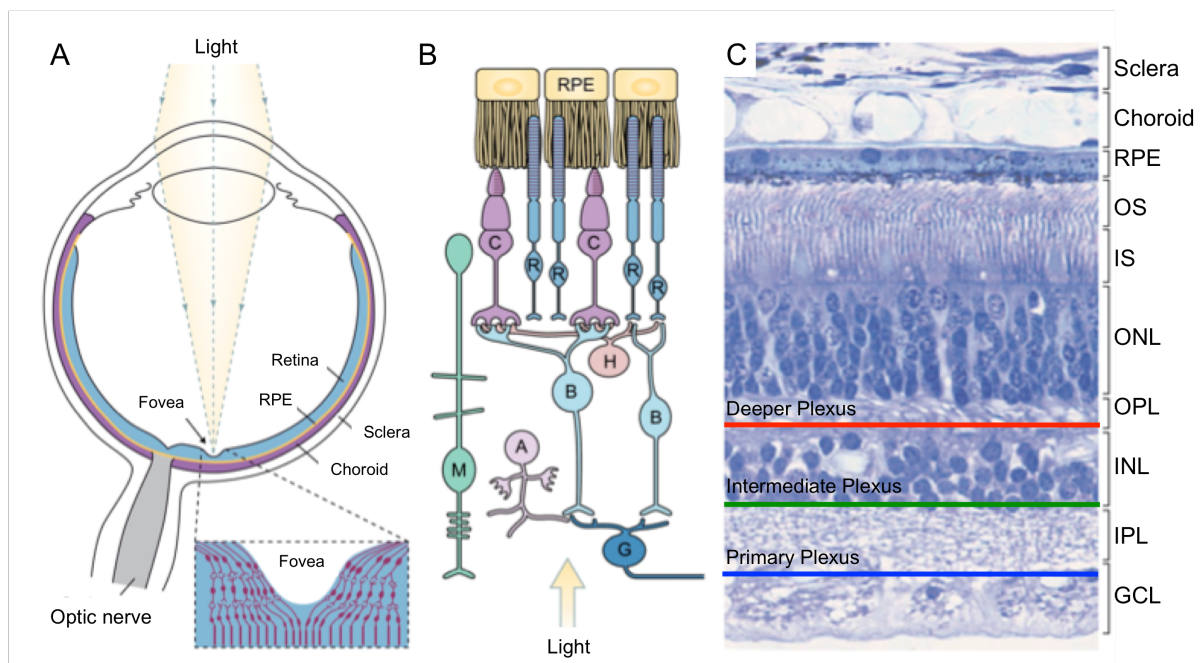 A
Light
Retina
Fovea
RPE
Sclera
Choroid
Fovea
Optic nerve
B
RPE
C
C
R
R
R
R
H
B
B
A
M
G
Light
C
Sclera
Choroid
RPE
OS
IS
ONL
Deeper Plexus
OPL
INL
Intermediate Plexus
IPL
Primary Plexus
GCL